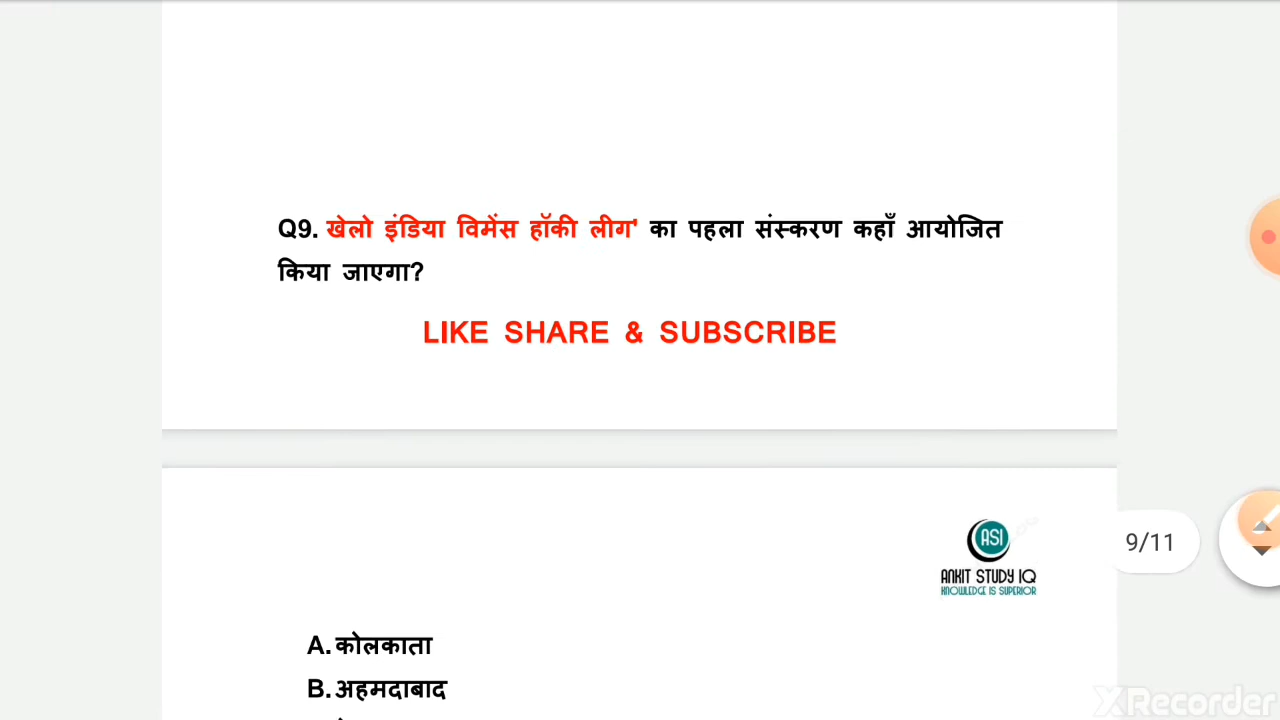 Q9. खेलो इंडिया विमेंस हॉकी लीग' का पहला संस्करण कहाँ आयोजित
किया जाएगा?
LIKE SHARE & SUBSCRIBE
ASI
ANKIT STUDY IQ
KNOWLEDGE IS SUPERIOR
9/11
A. कोलकाता
B. अहमदाबाद
XRecorder